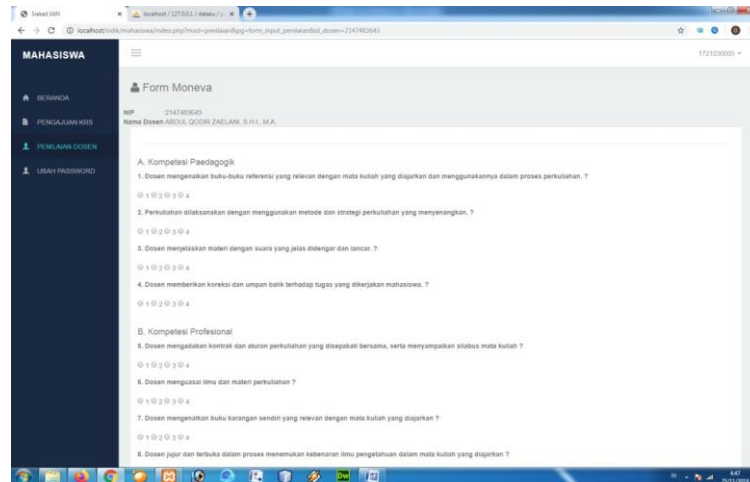 Siakad IAIN
localhost / 127.0.0.1 / dataku / p
localhost/sidik/mahasiswa/index.php?mod=penilaian&pg=form_input_penilaian&id_dosen=2147483643
MAHASISWA
1721030005
BERANDA
PENGAJUAN KRS
PENILAIAN DOSEN
UBAH PASSWORD
Form Moneva
NIP :2147483643
Nama Dosen :ABDUL QODIR ZAELANI, S.H.I., M.A.
A. Kompetesi Paedagogik
1. Dosen mengenalkan buku-buku referensi yang relevan dengan mata kuliah yang diajarkan dan menggunakannya dalam proses perkuliahan. ?
1 2 3 4
2. Perkuliahan dilaksanakan dengan menggunakan metode dan strategi perkuliahan yang menyenangkan. ?
1 2 3 4
3. Dosen menjelaskan materi dengan suara yang jelas didengar dan lancar. ?
1 2 3 4
4. Dosen memberikan koreksi dan umpan balik terhadap tugas yang dikerjakan mahasiswa. ?
1 2 3 4
B. Kompetesi Profesional
5. Dosen mengadakan kontrak dan aturan perkuliahan yang disepakati bersama, serta menyampaikan silabus mata kuliah ?
1 2 3 4
6. Dosen menguasai ilmu dan materi perkuliahan ?
1 2 3 4
7. Dosen mengenalkan buku karangan sendiri yang relevan dengan mata kuliah yang diajarkan ?
1 2 3 4
8. Dosen jujur dan terbuka dalam proses menemukan kebenaran ilmu pengetahuan dalam mata kuliah yang diajarkan ?
Dw
IN
4:47